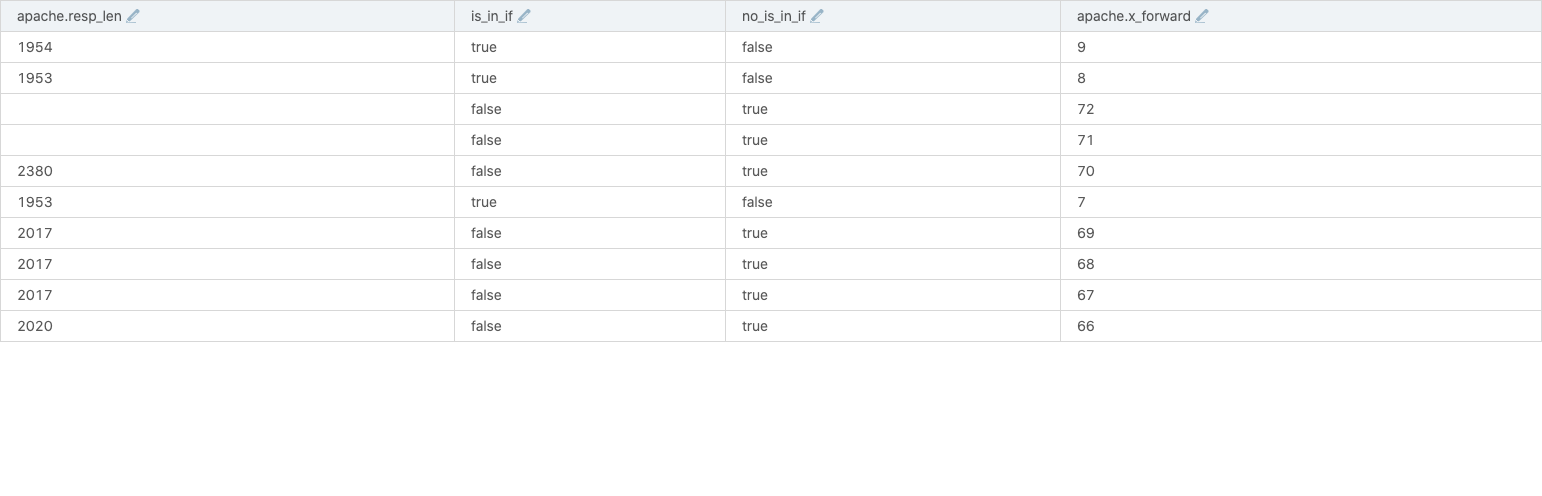 apache.resp_len is_in_if no_is_in_if apache.x_forward
1954 true false 9
1953 true false 8
false true 72
false true 71
2380 false true 70
1953 true false 7
2017 false true 69
2017 false true 68
2017 false true 67
2020 false true 66